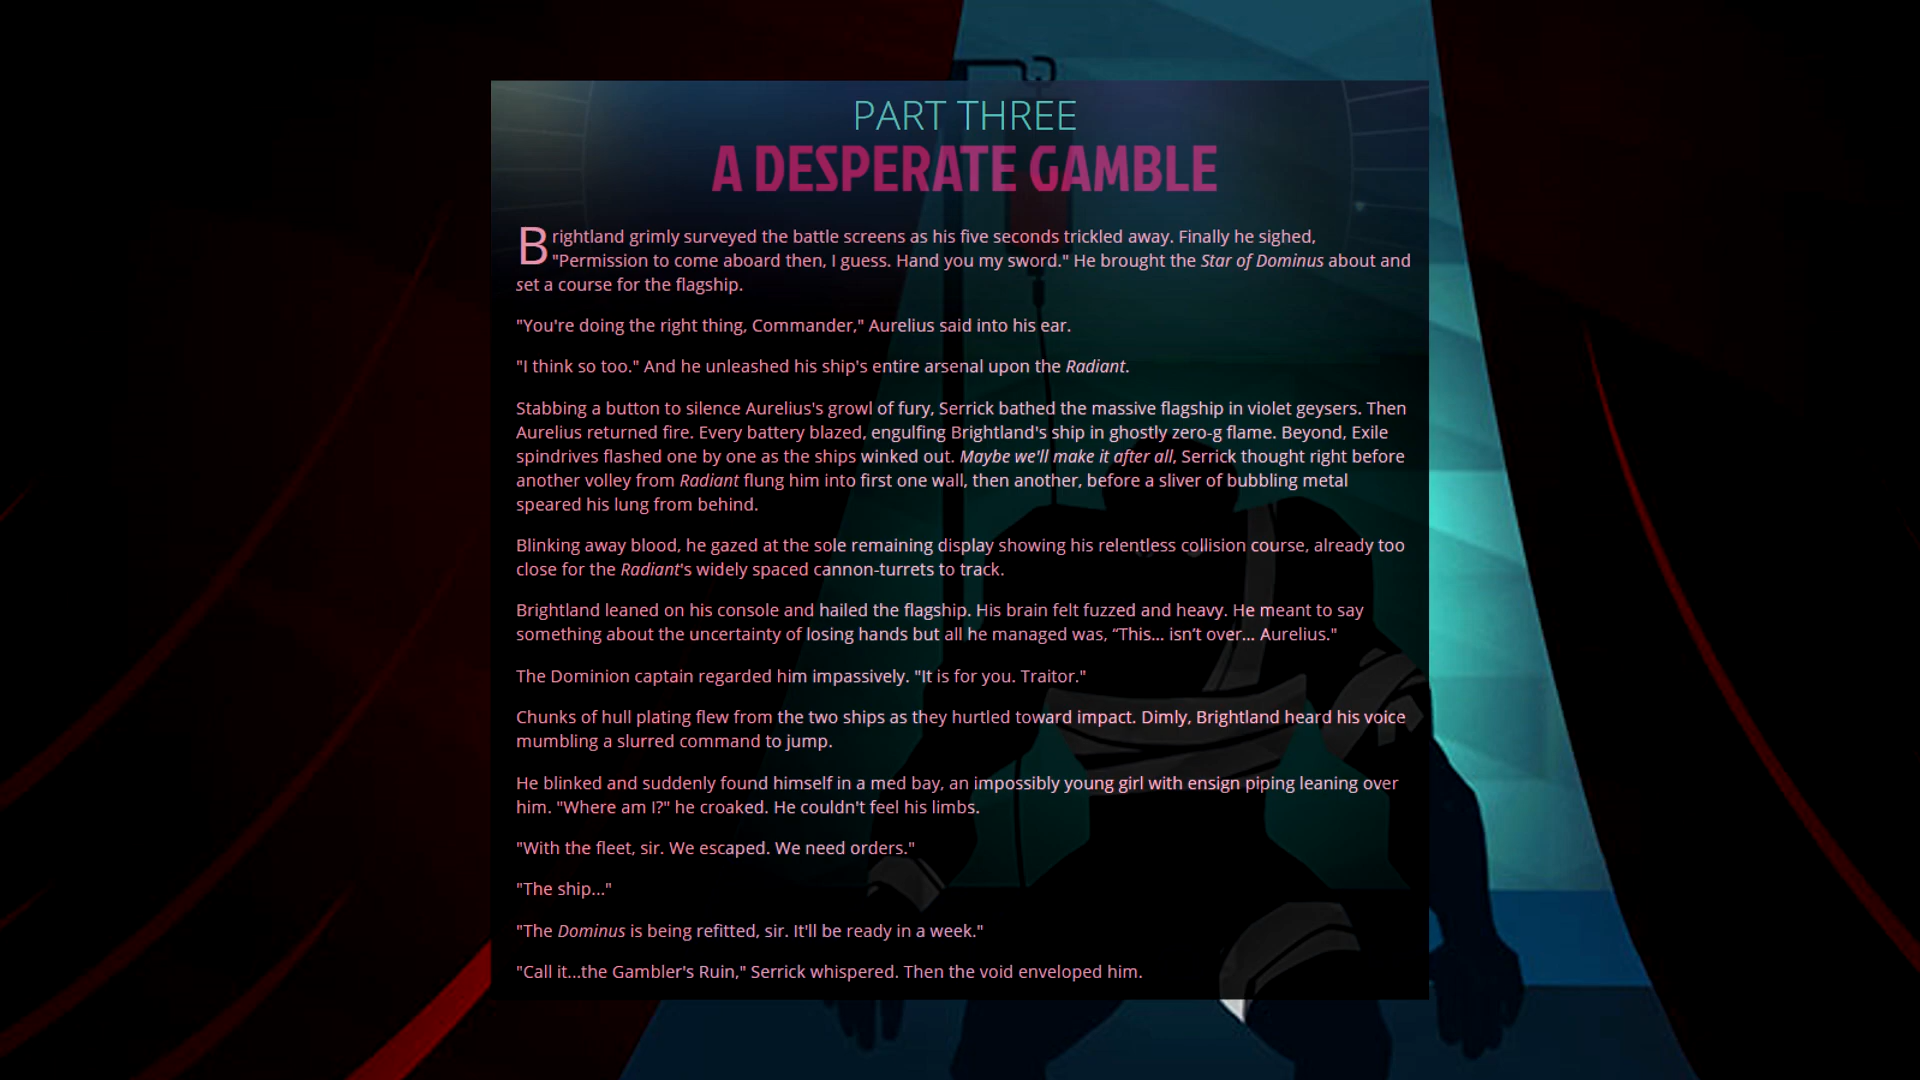 PART THREE
A DESPERATE GAMBLE
Brightland grimly surveyed the battle screens as his five seconds trickled away. Finally he sighed,
"Permission to come aboard then, I guess. Hand you my sword." He brought the Star of Dominus about and
set a course for the flagship.
"You're doing the right thing, Commander," Aurelius said into his ear.
"I think so too." And he unleashed his ship's entire arsenal upon the Radiant.
Stabbing a button to silence Aurelius's growl of fury, Serrick bathed the massive flagship in violet geysers. Then
Aurelius returned fire. Every battery blazed, engulfing Brightland's ship in ghostly zero-g flame. Beyond, Exile
spindrives flashed one by one as the ships winked out. Maybe we'll make it after all, Serrick thought right before
another volley from Radiant flung him into first one wall, then another, before a sliver of bubbling metal
speared his lung from behind.
Blinking away blood, he gazed at the sole remaining display showing his relentless collision course, already too
close for the Radiant's widely spaced cannon-turrets to track.
Brightland leaned on his console and hailed the flagship. His brain felt fuzzed and heavy. He meant to say
something about the uncertainty of losing hands but all he managed was, “This... isn’t over... Aurelius."
The Dominion captain regarded him impassively. "It is for you. Traitor."
Chunks of hull plating flew from the two ships as they hurtled toward impact. Dimly, Brightland heard his voice
mumbling a slurred command to jump.
He blinked and suddenly found himself in a med bay, an impossibly young girl with ensign piping leaning over
him. "Where am I?" he croaked. He couldn't feel his limbs.
"With the fleet, sir. We escaped. We need orders."
"The ship..."
"The Dominus is being refitted, sir. It'll be ready in a week."
"Call it...the Gambler's Ruin," Serrick whispered. Then the void enveloped him.